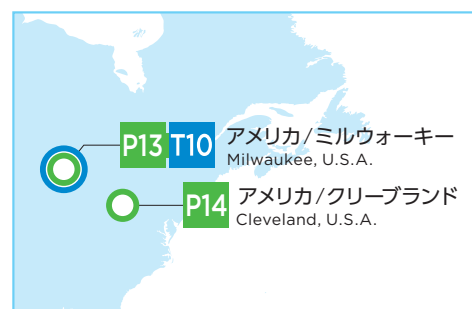 P13 T10 アメリカ/ミルウォーキー
Milwaukee, U.S.A.
P14 アメリカ/クリーブランド
Cleveland, U.S.A.